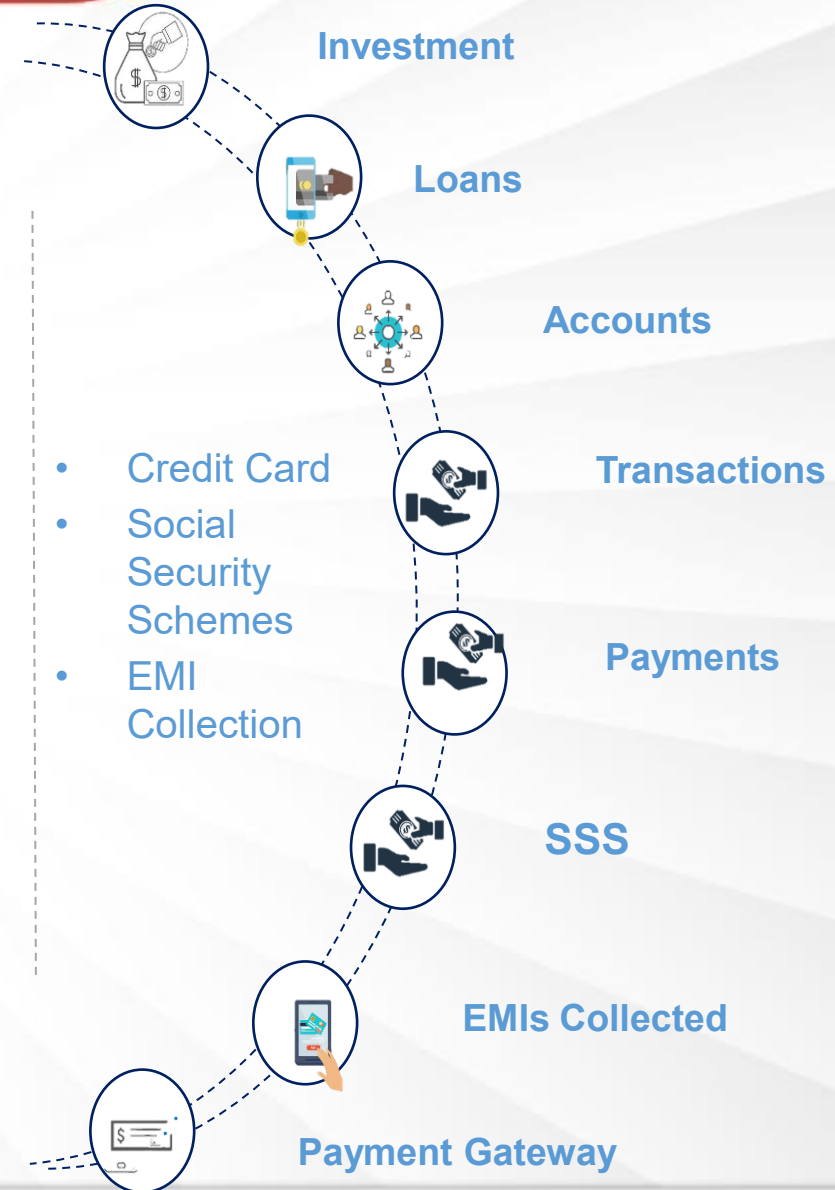 Investment
Loans
Accounts
Transactions
• Credit Card
• Social
Security
Schemes
• EMI
Collection
Payments
SSS
EMIs Collected
Payment Gateway